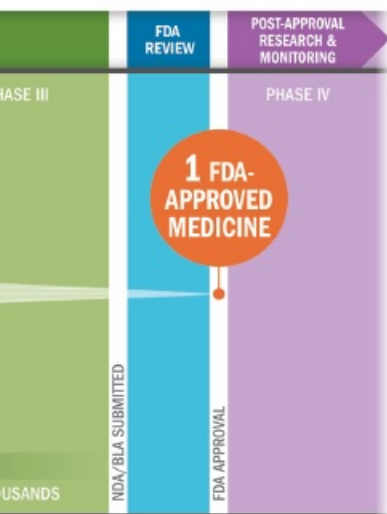 FDA
REVIEW
POST-APPROVAL
RESEARCH &
MONITORING
HASE III
PHASE IV
1 FDA-
APPROVED
MEDICINE
NDA/BLA SUBMITTED
FDA APPROVAL
OUSANDS